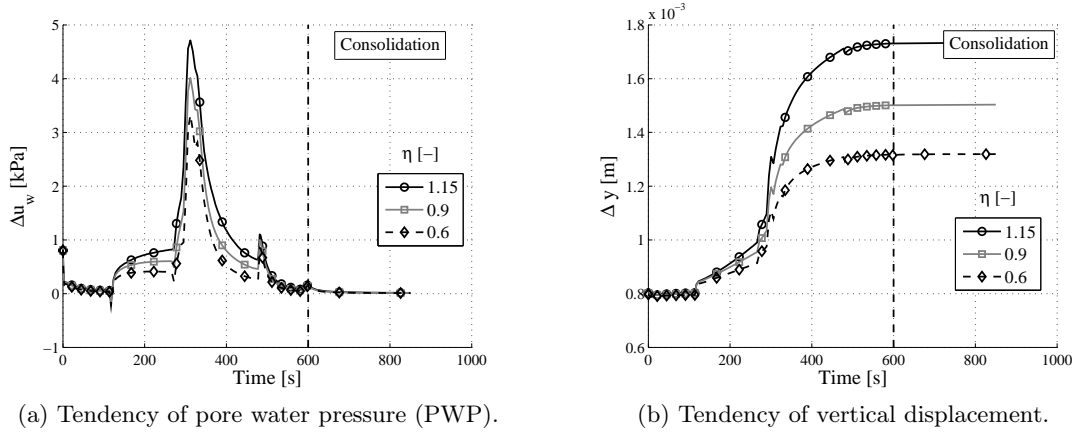 5
4
3
2
1
0
−1
0 200 400 600 800 1000
Time [s]
Δu_w [kPa]
Consolidation
η [−]
1.15
0.9
0.6
(a) Tendency of pore water pressure (PWP).
x 10⁻³
1.8
1.6
1.4
1.2
1
0.8
0.6
0 200 400 600 800 1000
Time [s]
Δ y [m]
Consolidation
η [−]
1.15
0.9
0.6
(b) Tendency of vertical displacement.